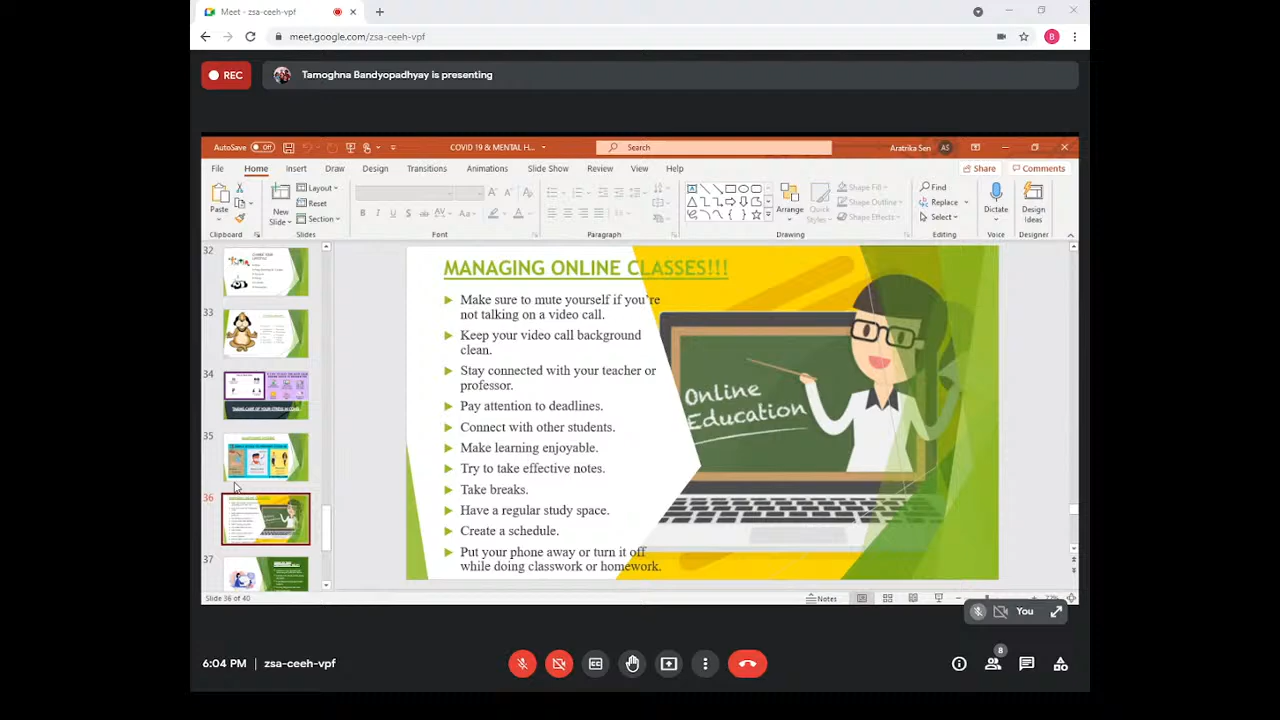 Meet - zsa-ceeh-vpf
meet.google.com/zsa-ceeh-vpf
B
REC
Tamoghna Bandyopadhyay is presenting
AutoSave Off
COVID 19 & MENTAL H...
Search
Aratrika Sen
AS
File Home Insert Draw Design Transitions Animations Slide Show Review View Help
Share Comments
Paste
New
Slide
Layout
Reset
Section
Arrange
Quick
Styles
Shape Fill
Shape Outline
Shape Effects
Find
Replace
Select
Dictate
Design
Ideas
Clipboard Slides Font Paragraph Drawing Editing Voice Designer
32
33
34
35
36
37
MANAGING ONLINE CLASSES!!!
Make sure to mute yourself if you're
not talking on a video call.
Keep your video call background
clean.
Stay connected with your teacher or
professor.
Pay attention to deadlines.
Connect with other students.
Make learning enjoyable.
Try to take effective notes.
Take breaks.
Have a regular study space.
Create a schedule.
Put your phone away or turn it off
while doing classwork or homework.
Online
Education
Slide 36 of 40
Notes
You
6:04 PM | zsa-ceeh-vpf
8